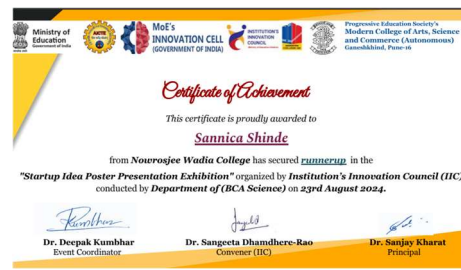 Ministry of
Education
Government of India
AICTE
MoE's
INNOVATION CELL
(GOVERNMENT OF INDIA)
INSTITUTION'S
INNOVATION
COUNCIL
Progressive Education Society's
Modern College of Arts, Science
and Commerce (Autonomous)
Ganeshkhind, Pune-16
Certificate of Achievement
This certificate is proudly awarded to
Sannica Shinde
from Nowrosjee Wadia College has secured runnerup in the
"Startup Idea Poster Presentation Exhibition" organized by Institution's Innovation Council (IIC)
conducted by Department of (BCA Science) on 23rd August 2024.
Dr. Deepak Kumbhar
Event Coordinator
Dr. Sangeeta Dhamdhere-Rao
Convener (IIC)
Dr. Sanjay Kharat
Principal